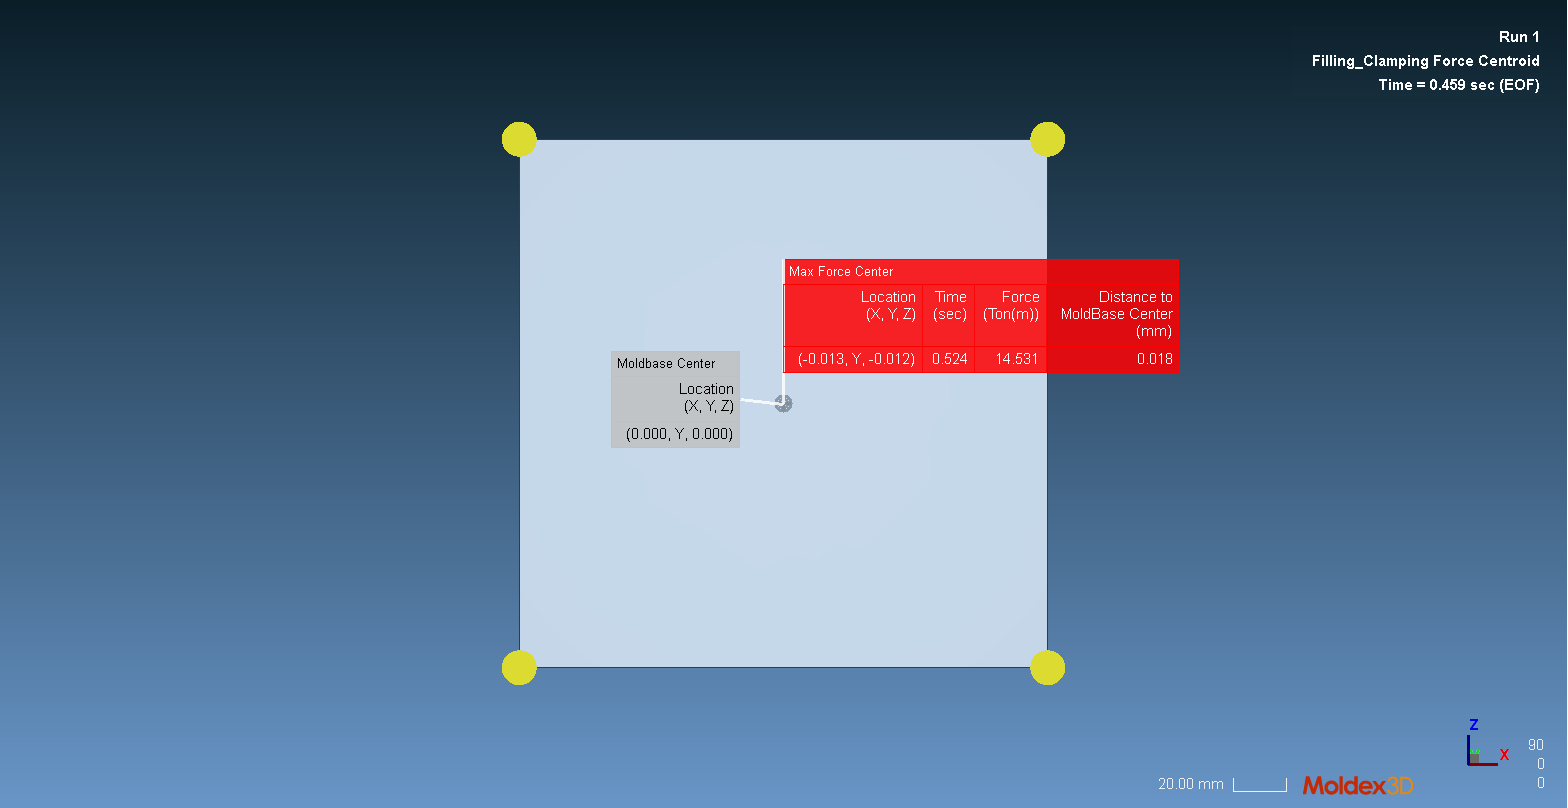 Run 1
Filling_Clamping Force Centroid
Time = 0.459 sec (EOF)
Max Force Center
Location Time Force Distance to
(X, Y, Z) (sec) (Ton(m)) MoldBase Center
(mm)
(-0.013, Y, -0.012) 0.524 14.531 0.018
Moldbase Center
Location
(X, Y, Z)
(0.000, Y, 0.000)
Z
X
90
0
0
20.00 mm
Moldex3D